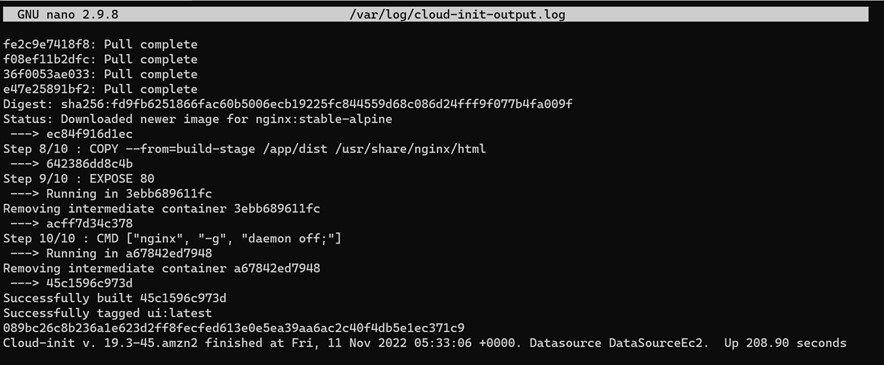 GNU nano 2.9.8 /var/log/cloud-init-output.log
fe2c9e7418f8: Pull complete
f08ef11b2dfc: Pull complete
36f0053ae033: Pull complete
e47e25891bf2: Pull complete
Digest: sha256:fd9fb6251866fac60b5006ecb19225fc844559d68c086d24fff9f077b4fa009f
Status: Downloaded newer image for nginx:stable-alpine
---> ec84f916d1ec
Step 8/10 : COPY --from=build-stage /app/dist /usr/share/nginx/html
---> 642386dd8c4b
Step 9/10 : EXPOSE 80
---> Running in 3ebb689611fc
Removing intermediate container 3ebb689611fc
---> acff7d34c378
Step 10/10 : CMD ["nginx", "-g", "daemon off;"]
---> Running in a67842ed7948
Removing intermediate container a67842ed7948
---> 45c1596c973d
Successfully built 45c1596c973d
Successfully tagged ui:latest
089bc26c8b236a1e623d2ff8fecfed613e0e5ea39aa6ac2c40f4db5e1ec371c9
Cloud-init v. 19.3-45.amzn2 finished at Fri, 11 Nov 2022 05:33:06 +0000. Datasource DataSourceEc2.  Up 208.90 seconds